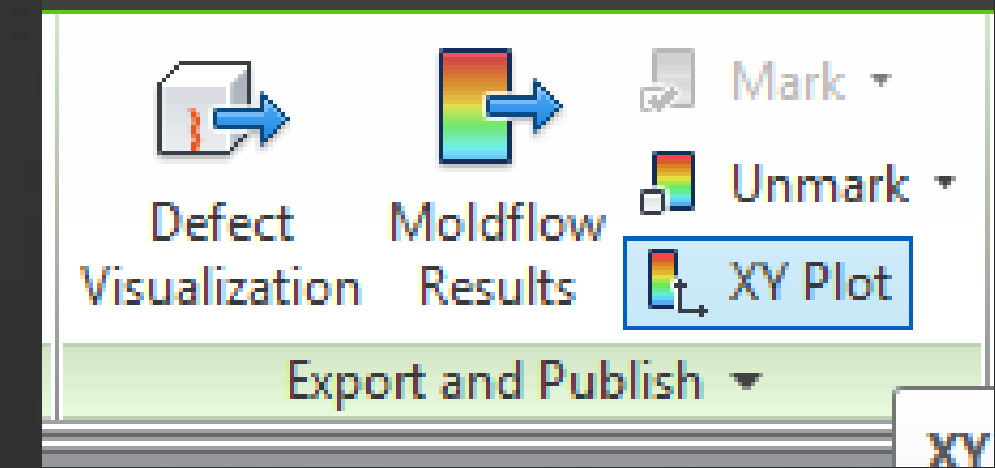 Defect
Visualization
Moldflow
Results
Mark
Unmark
XY Plot
Export and Publish
XY